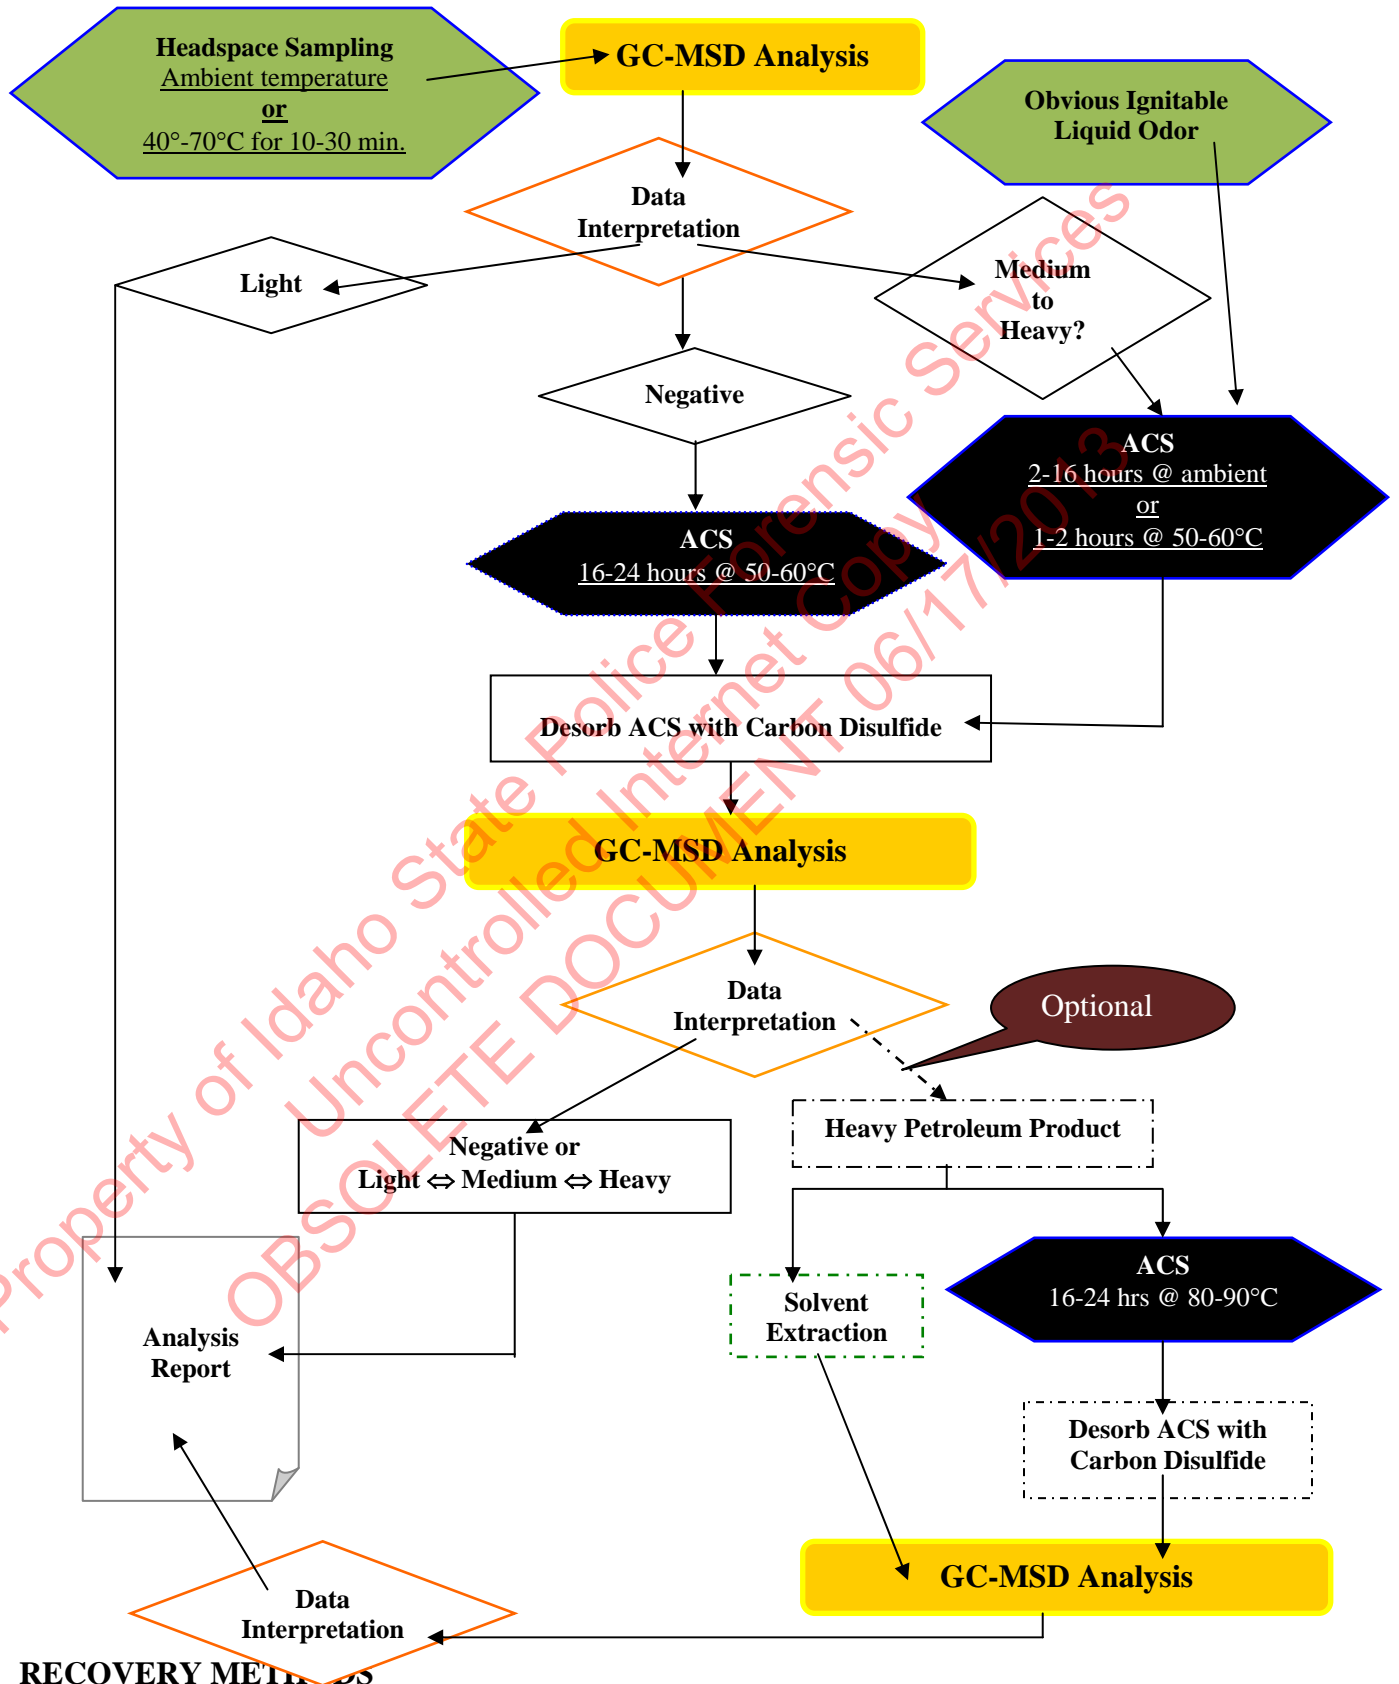 Headspace Sampling
Ambient temperature
or
40°-70°C for 10-30 min.
GC-MSD Analysis
Obvious Ignitable
Liquid Odor
Data
Interpretation
Light
Medium
to
Heavy?
Negative
ACS
2-16 hours @ ambient
or
1-2 hours @ 50-60°C
ACS
16-24 hours @ 50-60°C
Desorb ACS with Carbon Disulfide
GC-MSD Analysis
Data
Interpretation
Optional
Heavy Petroleum Product
Negative or
Light ⇔ Medium ⇔ Heavy
ACS
16-24 hrs @ 80-90°C
Solvent
Extraction
Analysis
Report
Desorb ACS with
Carbon Disulfide
GC-MSD Analysis
Data
Interpretation
RECOVERY METHODS
Property of Idaho State Police Forensic Services
Uncontrolled Internet Copy
OBSOLETE DOCUMENT 06/17/2013